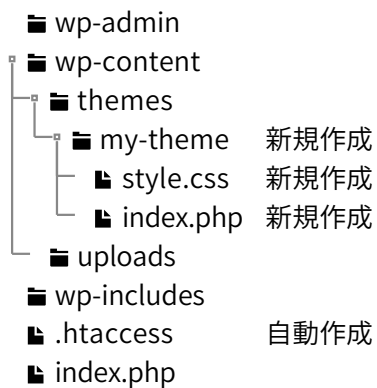 wp-admin
wp-content
themes
my-theme 新規作成
style.css 新規作成
index.php 新規作成
uploads
wp-includes
.htaccess 自動作成
index.php